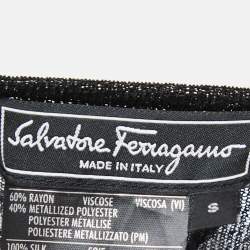 Salvatore Ferragamo
MADE IN ITALY
60% RAYON VISCOSE VISCOSA (VI)
40% METALLIZED POLYESTER
POLYESTER MÉTALLISÉ
POLIESTERE METALLIZZATO (PM)
100% SILK
S